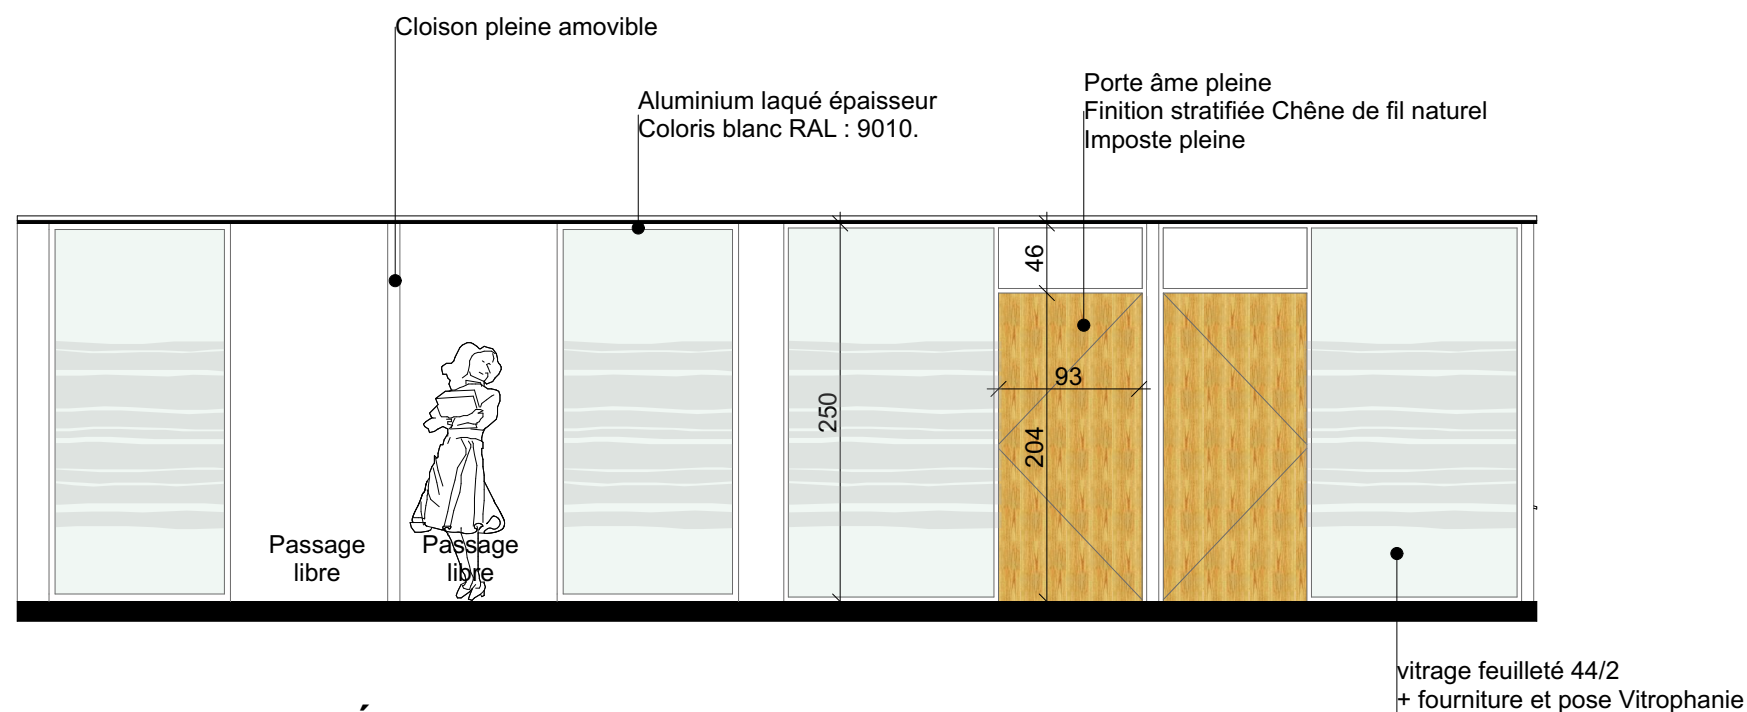 Cloison pleine amovible
Aluminium laqué épaisseur
Coloris blanc RAL : 9010.
Porte âme pleine
Finition stratifiée Chêne de fil naturel
Imposte pleine
46
93
250
204
Passage
libre
Passage
libre
vitrage feuilleté 44/2
+ fourniture et pose Vitrophanie